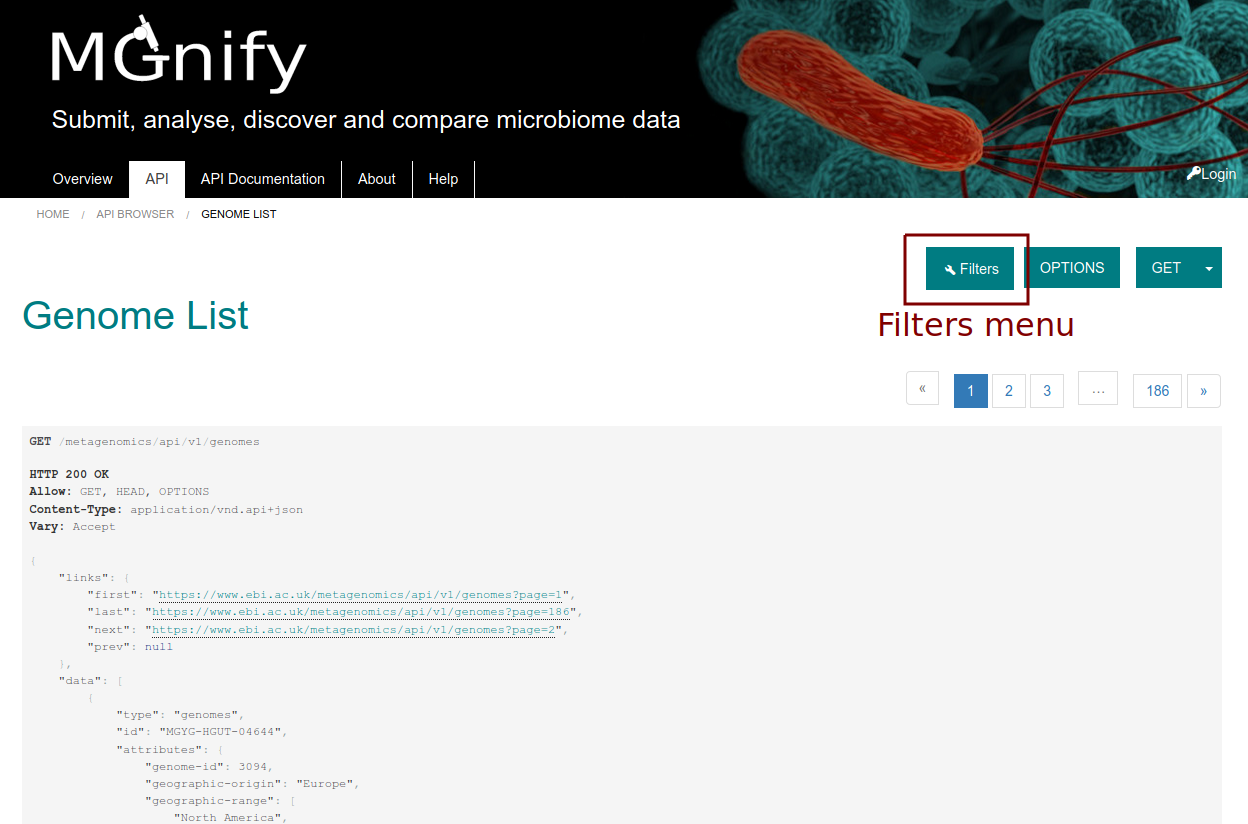 MGnify
Submit, analyse, discover and compare microbiome data
Overview API API Documentation About Help Login
HOME / API BROWSER / GENOME LIST
Filters OPTIONS GET
Genome List
Filters menu
« 1 2 3 … 186 »
GET /metagenomics/api/v1/genomes
HTTP 200 OK
Allow: GET, HEAD, OPTIONS
Content-Type: application/vnd.api+json
Vary: Accept
{
"links": {
"first": "https://www.ebi.ac.uk/metagenomics/api/v1/genomes?page=1",
"last": "https://www.ebi.ac.uk/metagenomics/api/v1/genomes?page=186",
"next": "https://www.ebi.ac.uk/metagenomics/api/v1/genomes?page=2",
"prev": null
},
"data": [
{
"type": "genomes",
"id": "MGYG-HGUT-04644",
"attributes": {
"genome-id": 3094,
"geographic-origin": "Europe",
"geographic-range": [
"North America",